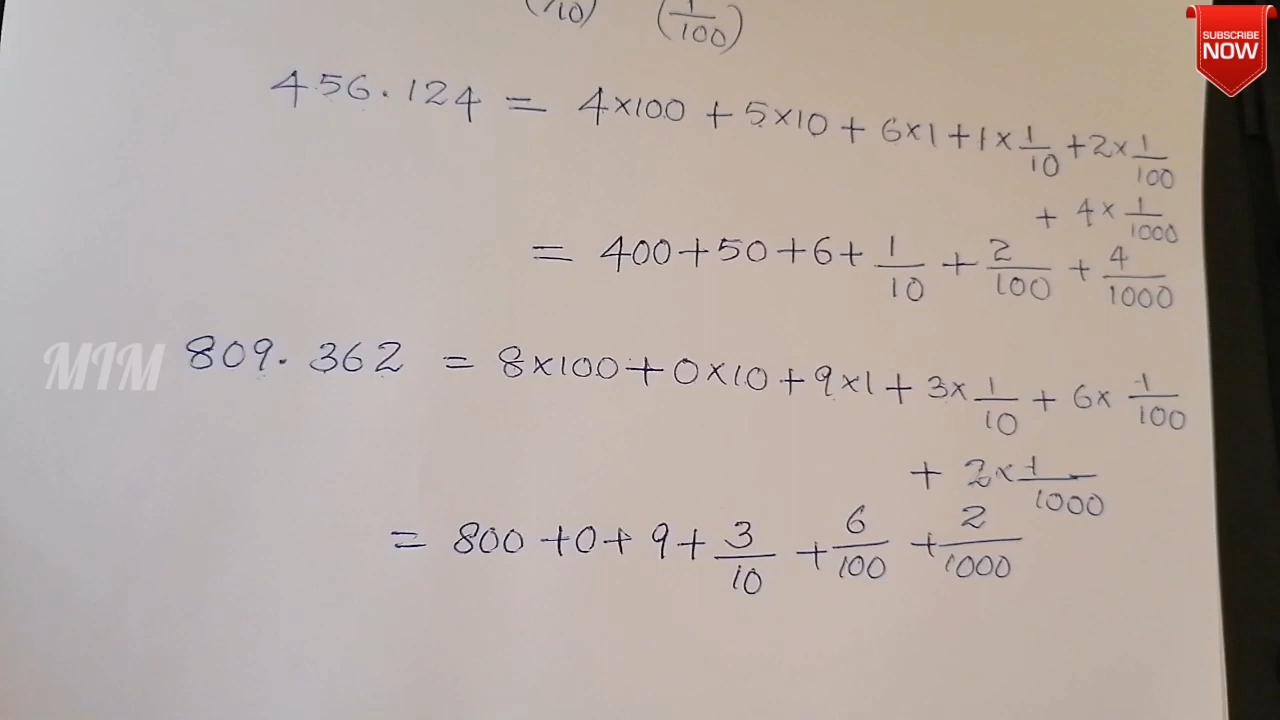 (1/10) (1/100)
SUBSCRIBE
NOW
456.124 = 4×100 + 5×10 + 6×1 + 1×1/10 + 2×1/100
+ 4×1/1000
= 400+50+6+1/10 + 2/100 + 4/1000
MIM
809.362 = 8×100+0×10+9×1+3×1/10 + 6×1/100
+ 2×1/1000
= 800+0+9+3/10 + 6/100 + 2/1000